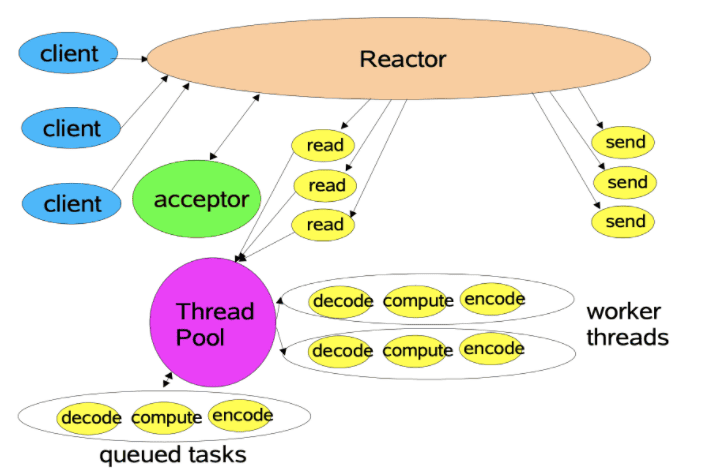 client
Reactor
client
client
acceptor
read
read
read
send
send
send
Thread
Pool
decode compute encode
decode compute encode
worker
threads
decode compute encode
queued tasks